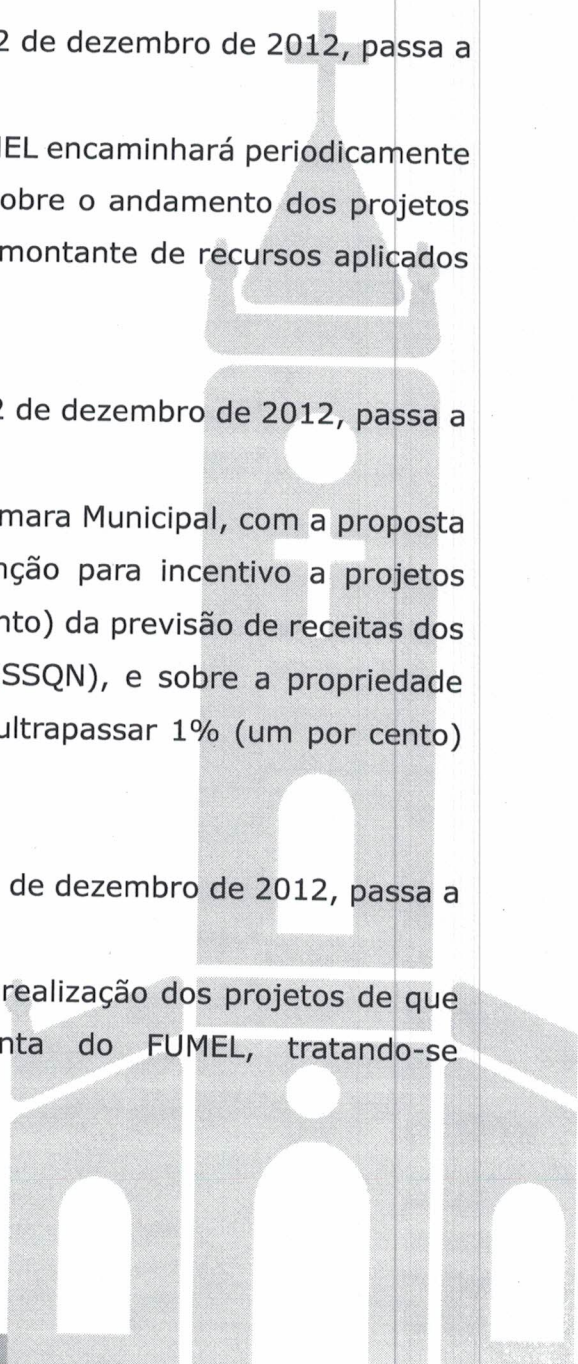 2 de dezembro de 2012, passa a
EL encaminhará periodicamente
obre o andamento dos projetos
montante de recursos aplicados
de dezembro de 2012, passa a
mara Municipal, com a proposta
nção para incentivo a projetos
nto) da previsão de receitas dos
SSQN), e sobre a propriedade
ultrapassar 1% (um por cento)
de dezembro de 2012, passa a
realização dos projetos de que
nta do FUMEL, tratando-se